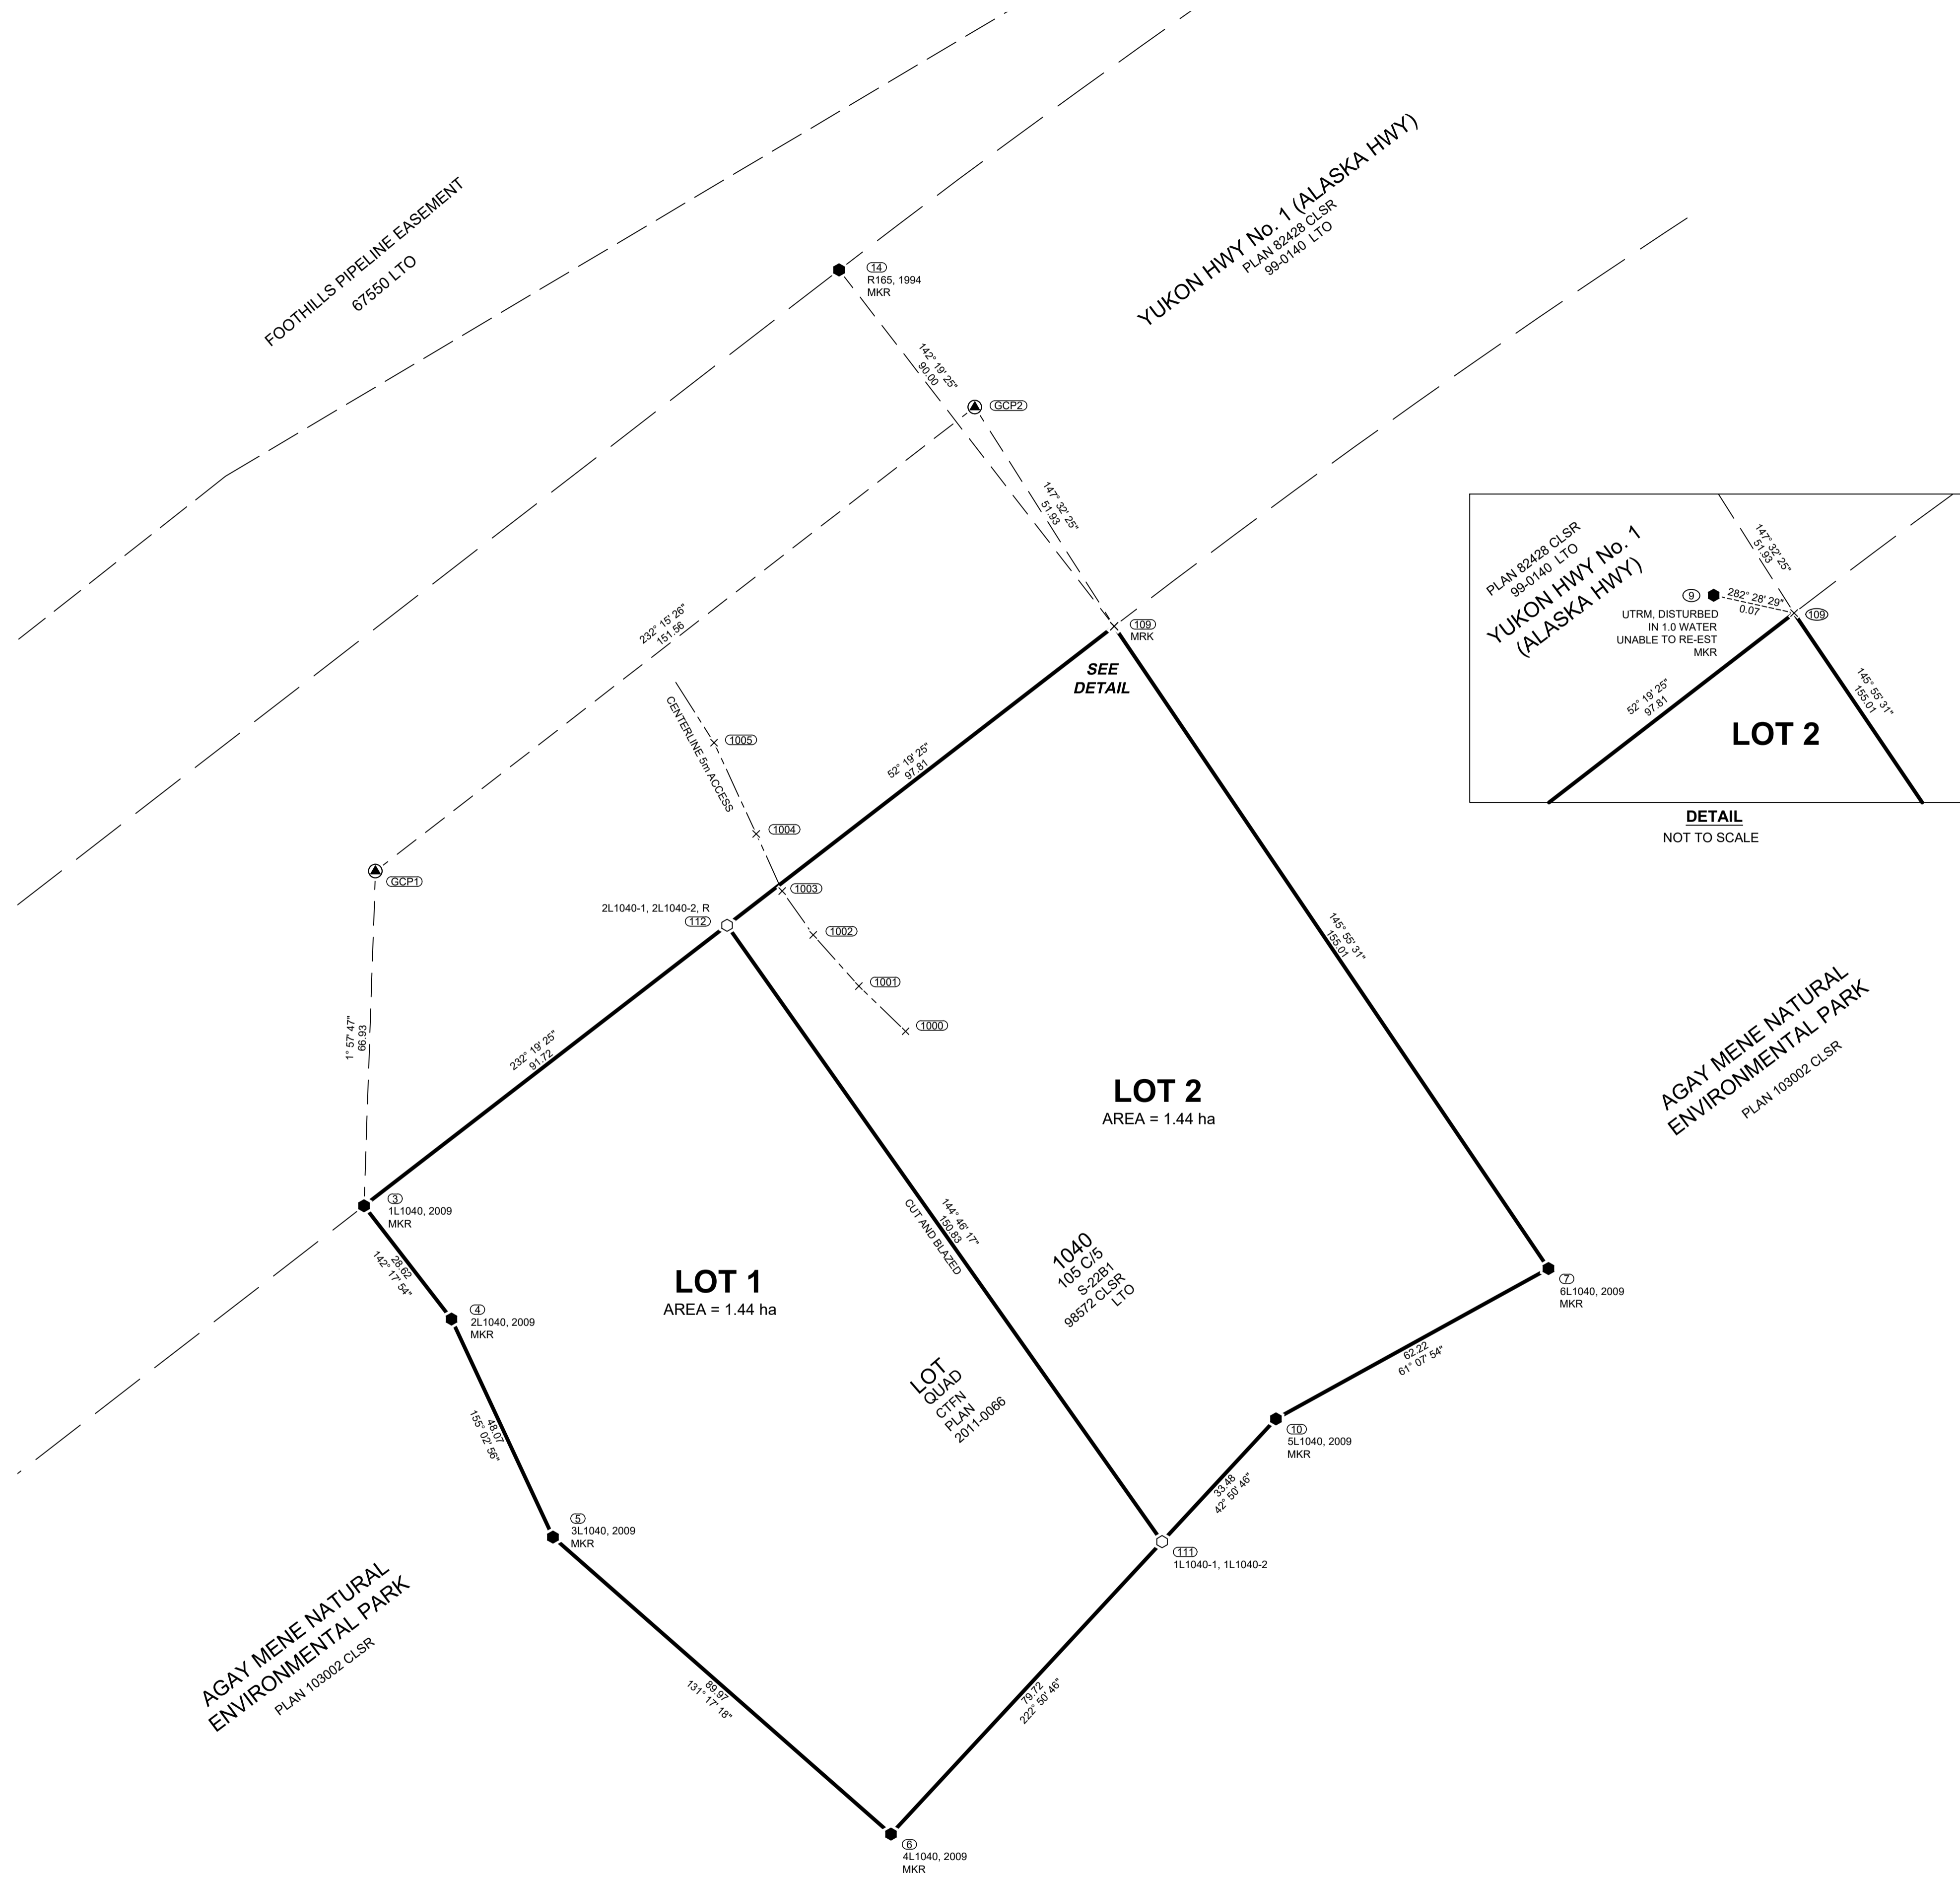 FOOTHILLS PIPELINE EASEMENT
67550 LTO
YUKON HWY No. 1 (ALASKA HWY)
PLAN 82428 CLSR
99-0140 LTO
14
R165, 1994
MKR
142° 19' 25"
90.00
GCP2
147° 32' 25"
51.93
232° 15' 26"
151.56
109
MRK
SEE
DETAIL
PLAN 82428 CLSR
99-0140 LTO
YUKON HWY No. 1
(ALASKA HWY)
147° 32' 25"
51.93
9
282° 28' 29"
0.07
109
UTRM, DISTURBED
IN 1.0 WATER
UNABLE TO RE-EST
MKR
52° 19' 25"
97.81
145° 55' 31"
155.01
LOT 2
DETAIL
NOT TO SCALE
CENTERLINE 5m ACCESS
1005
1004
1003
1002
1001
1000
52° 19' 25"
97.81
GCP1
2L1040-1, 2L1040-2, R
112
145° 55' 31"
155.01
1° 57' 47"
66.93
232° 19' 25"
91.72
AGAY MENE NATURAL
ENVIRONMENTAL PARK
PLAN 103002 CLSR
LOT 2
AREA = 1.44 ha
3
1L1040, 2009
MKR
28.62
142° 17' 54"
4
2L1040, 2009
MKR
LOT 1
AREA = 1.44 ha
144° 46' 17"
150.83
CUT AND BLAZED
1040
105 C/5
S-22B1
98572 CLSR
LTO
LOT
QUAD
CTFN
PLAN
2011-0066
7
6L1040, 2009
MKR
62.22
61° 07' 54"
10
5L1040, 2009
MKR
33.48
42° 50' 46"
48.07
155° 02' 56"
5
3L1040, 2009
MKR
111
1L1040-1, 1L1040-2
AGAY MENE NATURAL
ENVIRONMENTAL PARK
PLAN 103002 CLSR
89.97
131° 17' 18"
79.72
222° 50' 46"
6
4L1040, 2009
MKR